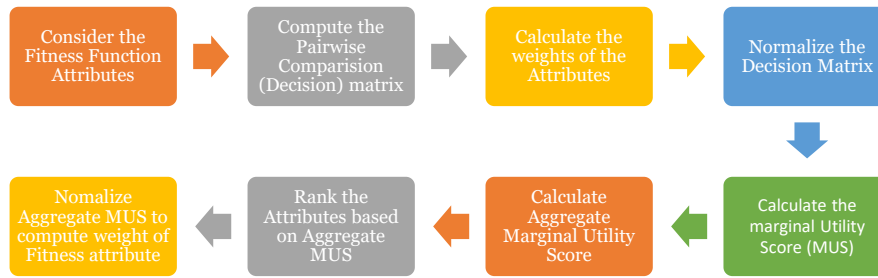 Consider the
Fitness Function
Attributes
Compute the
Pairwise
Comparision
(Decision) matrix
Calculate the
weights of the
Attributes
Normalize the
Decision Matrix
Calculate the
marginal Utility
Score (MUS)
Calculate
Aggregate
Marginal Utility
Score
Rank the
Attributes based
on Aggregate
MUS
Nomalize
Aggregate MUS to
compute weight of
Fitness attribute